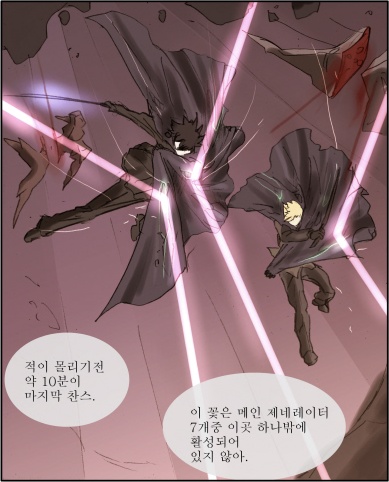 적이 몰리기전
약 10분이
마지막 찬스.
이 꽃은 메인 제네레이터
7개중 이곳 하나밖에
활성되어
있지 않아.